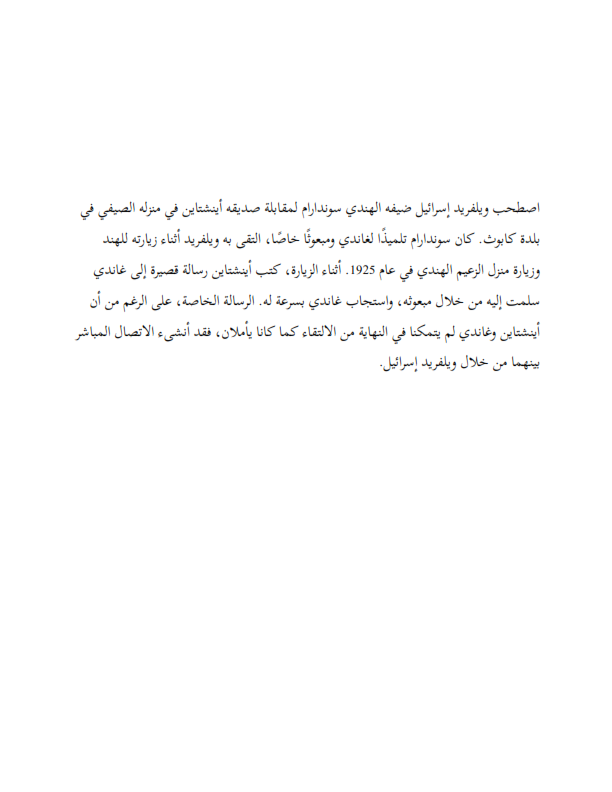 اصطحب ويلفريد إسرائيل ضيفه الهندي سوندارام لمقابلة صديقه أينشتاين في منزله الصيفي في
بلدة كابوث. كان سوندارام تلميذًا لغاندي ومبعوثًا خاصًا، التقى به ويلفريد أثناء زيارته للهند
وزيارة منزل الزعيم الهندي في عام 1925. أثناء الزيارة، كتب أينشتاين رسالة قصيرة إلى غاندي
سلمت إليه من خلال مبعوثه، واستجاب غاندي بسرعة له. الرسالة الخاصة، على الرغم من أن
أينشتاين وغاندي لم يتمكنا في النهاية من الالتقاء كما كانا يأملان، فقد أنشىء الاتصال المباشر
بينهما من خلال ويلفريد إسرائيل.